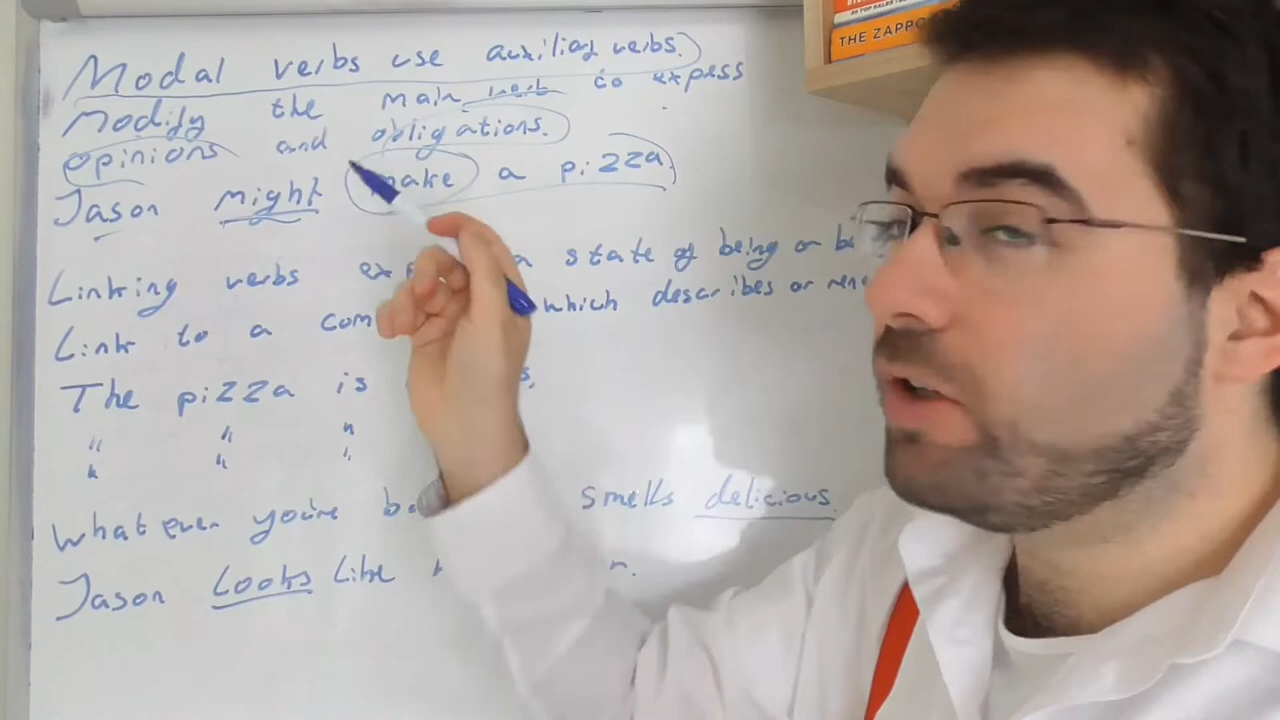 THE ZAPPO
Modal verbs use auxiliary verbs.
Modify the main verb to express
opinions and obligations.
Jason might make a pizza.
Linking verbs a state of being or
Link to a which describes or
The pizza is
" " "
" " "
Whatever you're smells delicious.
Jason looks like